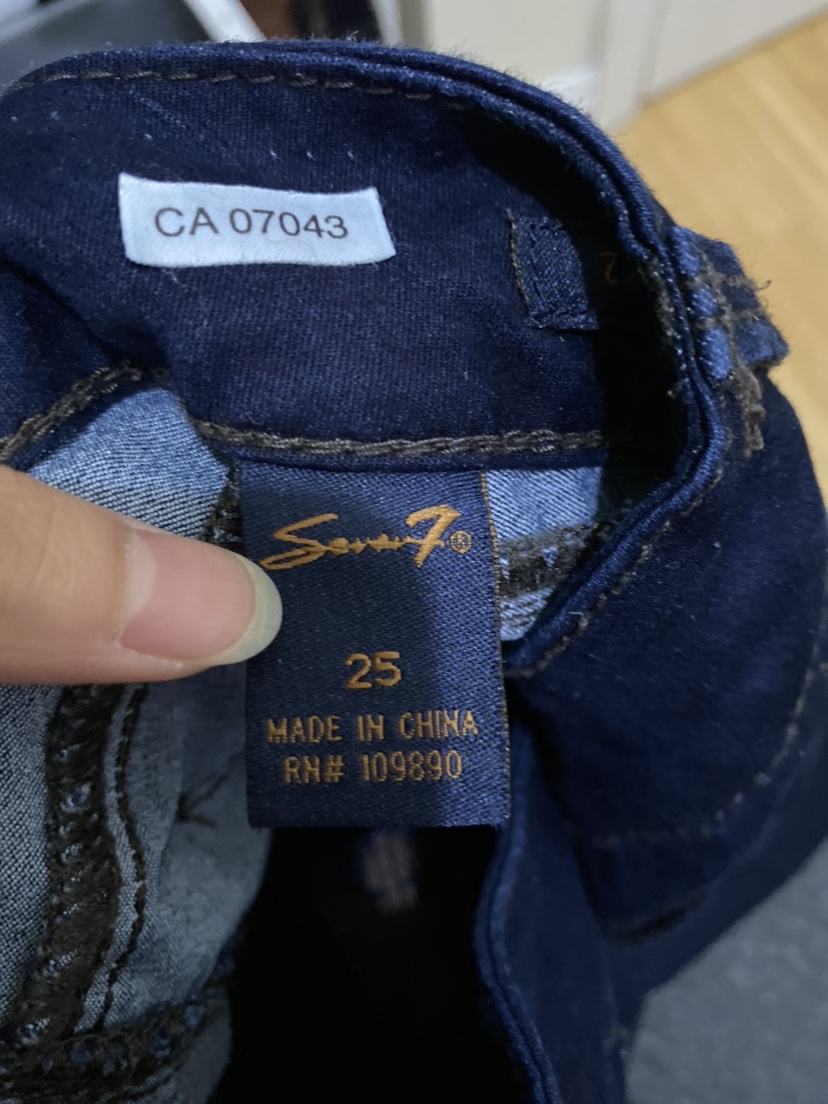 CA 07043
Seven7®
25
MADE IN CHINA
RN# 109890